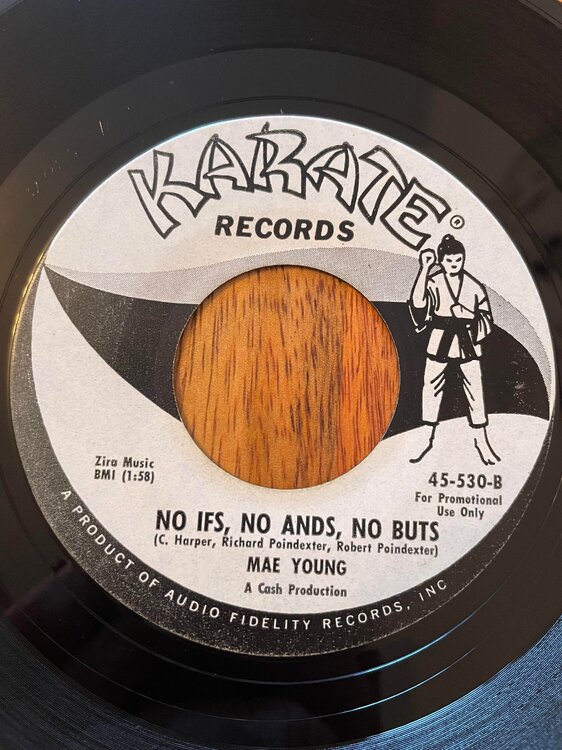 KARATE®
RECORDS
Zira Music
BMI (1:58)
45-530-B
For Promotional
Use Only
NO IFS, NO ANDS, NO BUTS
(C. Harper, Richard Poindexter, Robert Poindexter)
MAE YOUNG
A Cash Production
A PRODUCT OF AUDIO FIDELITY RECORDS, INC